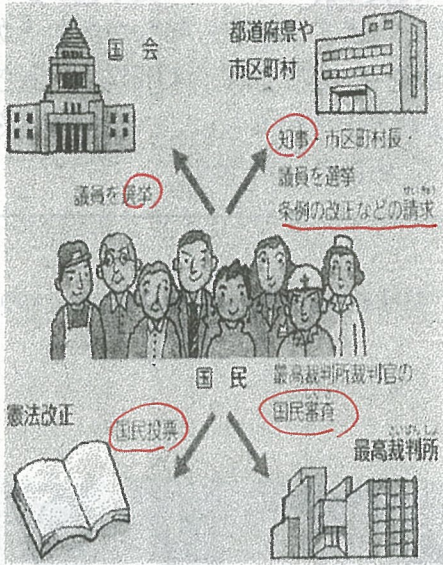 国会
都道府県や
市区町村
知事・市区町村長・
議員を選挙
議員を選挙
せいきゅう
条例の改正などの請求
国民
最高裁判所裁判官の
国民審査
憲法改正
国民投票
さいばんしょ
最高裁判所